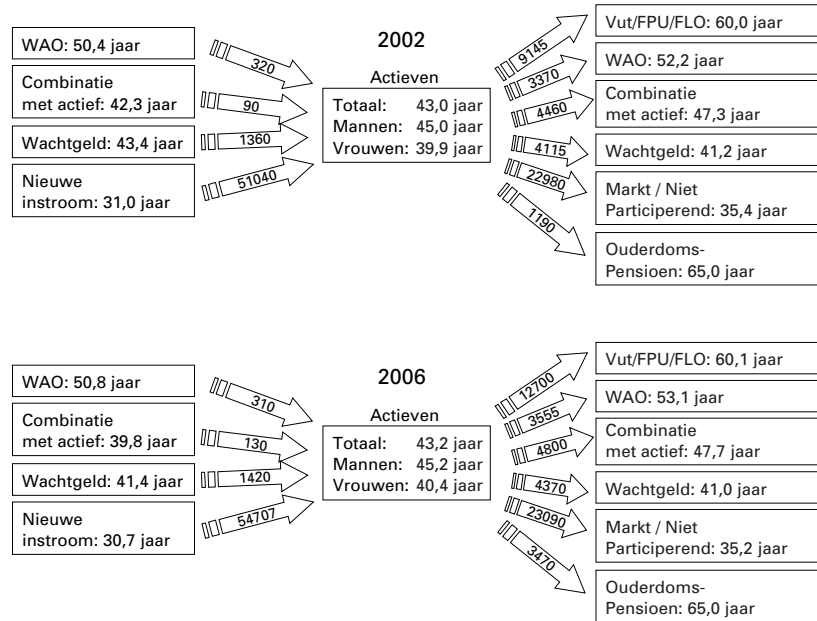 2002
WAO: 50,4 jaar
Combinatie
met actief: 42,3 jaar
Wachtgeld: 43,4 jaar
Nieuwe
instroom: 31,0 jaar
320
90
1360
51040
Actieven
Totaal: 43,0 jaar
Mannen: 45,0 jaar
Vrouwen: 39,9 jaar
9145
3370
4460
4115
22980
1190
Vut/FPU/FLO: 60,0 jaar
WAO: 52,2 jaar
Combinatie
met actief: 47,3 jaar
Wachtgeld: 41,2 jaar
Markt / Niet
Participerend: 35,4 jaar
Ouderdoms-
Pensioen: 65,0 jaar
2006
WAO: 50,8 jaar
Combinatie
met actief: 39,8 jaar
Wachtgeld: 41,4 jaar
Nieuwe
instroom: 30,7 jaar
310
130
1420
54707
Actieven
Totaal: 43,2 jaar
Mannen: 45,2 jaar
Vrouwen: 40,4 jaar
12700
3555
4800
4370
23090
3470
Vut/FPU/FLO: 60,1 jaar
WAO: 53,1 jaar
Combinatie
met actief: 47,7 jaar
Wachtgeld: 41,0 jaar
Markt / Niet
Participerend: 35,2 jaar
Ouderdoms-
Pensioen: 65,0 jaar